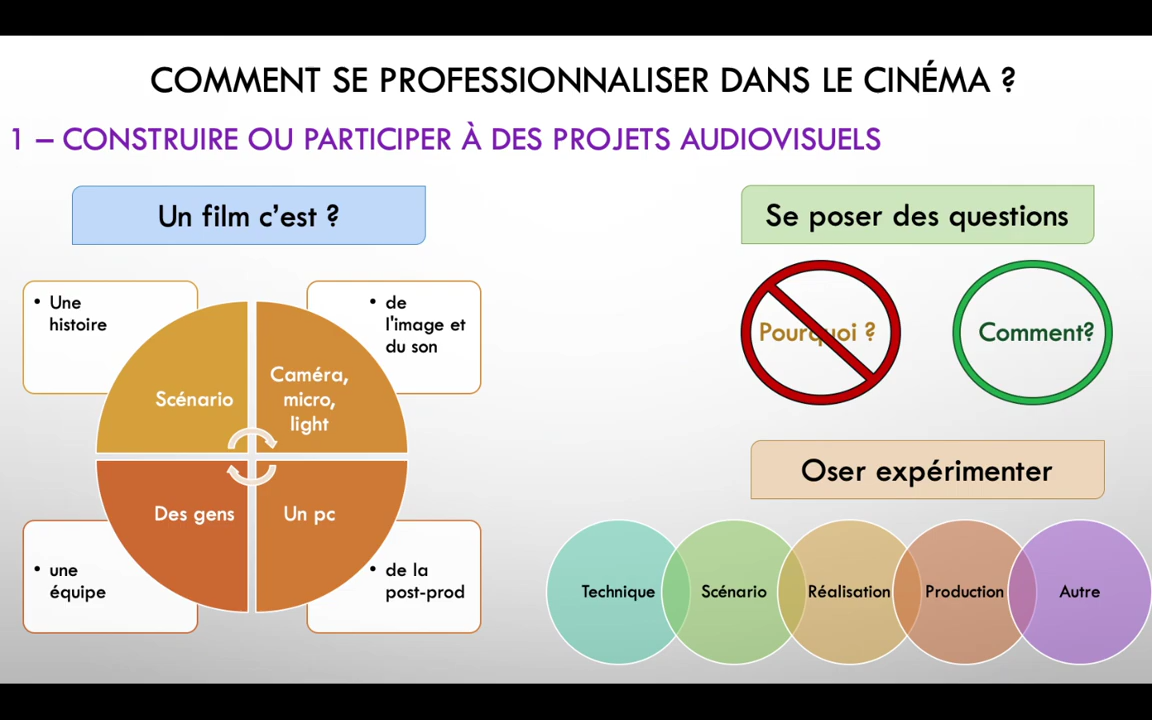 COMMENT SE PROFESSIONNALISER DANS LE CINÉMA ?
1 – CONSTRUIRE OU PARTICIPER À DES PROJETS AUDIOVISUELS
Un film c’est ?
• Une
histoire
Scénario
• de
l'image et
du son
Caméra,
micro,
light
Des gens
• une
équipe
Un pc
• de la
post-prod
Se poser des questions
Pourquoi ?
Comment?
Oser expérimenter
Technique
Scénario
Réalisation
Production
Autre